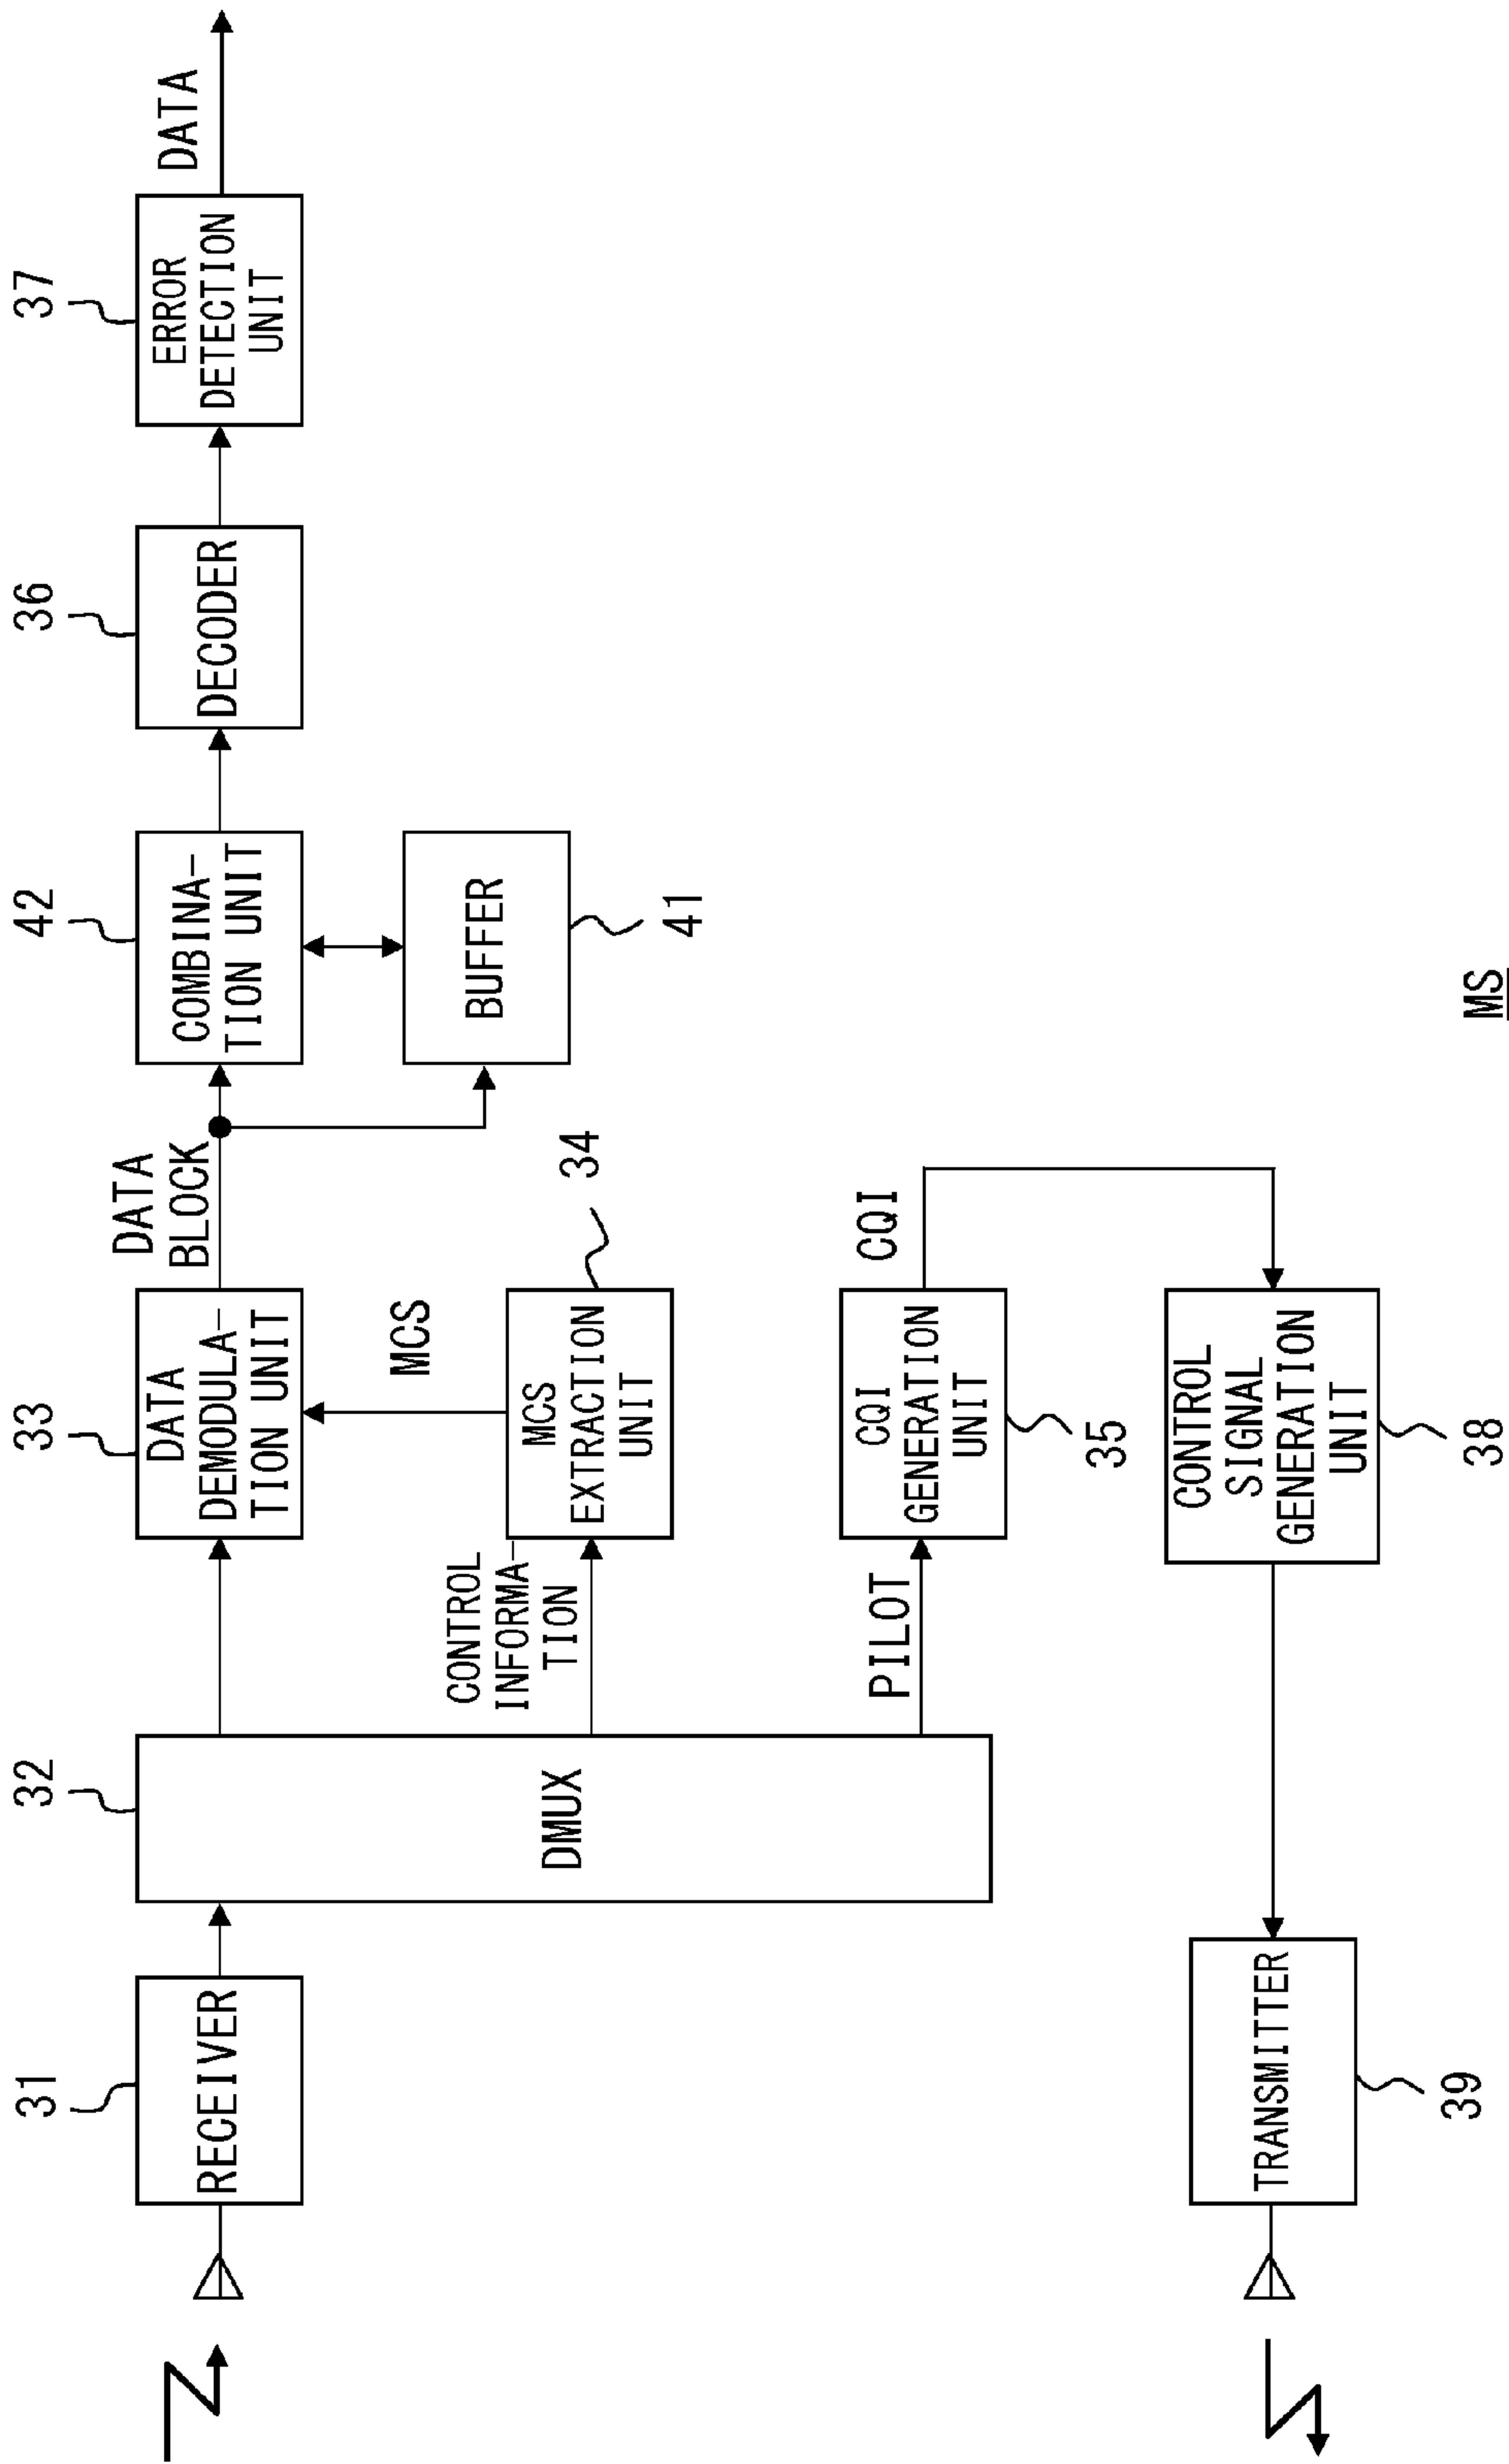 31
RECEIVER
32
DMUX
33
DATA
DEMODULA-
TION UNIT
DATA
BLOCK
42
COMBINA-
TION UNIT
36
DECODER
37
ERROR
DETECTION
UNIT
DATA
MCS
CONTROL
INFORMA-
TION
MCS
EXTRACTION
UNIT
34
BUFFER
41
PILOT
CQI
GENERATION
UNIT
35
CQI
TRANSMITTER
39
CONTROL
SIGNAL
GENERATION
UNIT
38
MS